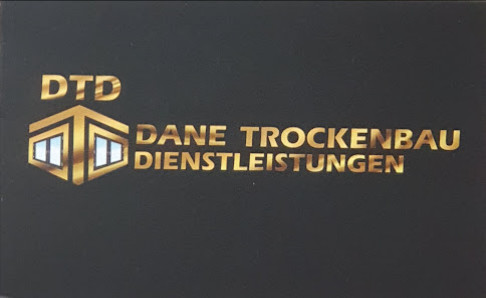 DTD
DANE TROCKENBAU
DIENSTLEISTUNGEN